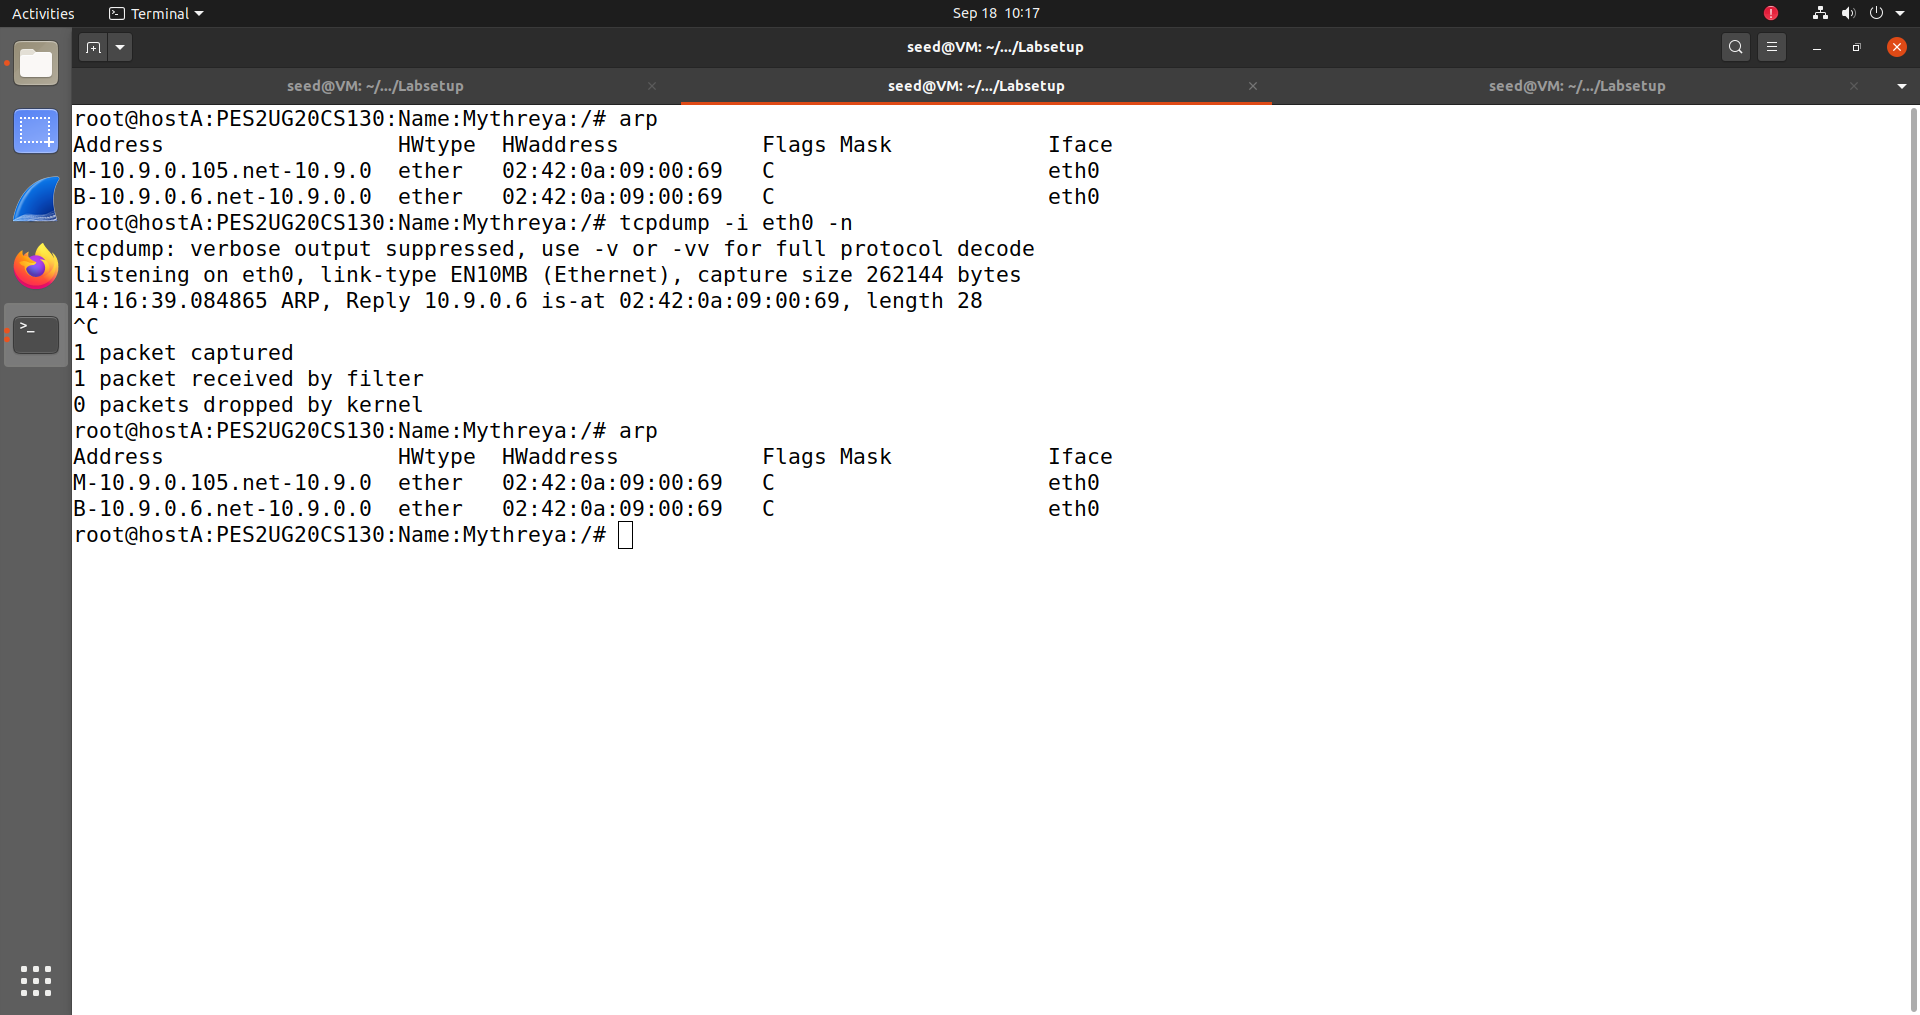 Activities
Terminal
Sep 18 10:17
seed@VM: ~/.../Labsetup
seed@VM: ~/.../Labsetup
seed@VM: ~/.../Labsetup
seed@VM: ~/.../Labsetup
root@hostA:PES2UG20CS130:Name:Mythreya:/# arp
Address                  HWtype  HWaddress           Flags Mask            Iface
M-10.9.0.105.net-10.9.0  ether   02:42:0a:09:00:69   C                     eth0
B-10.9.0.6.net-10.9.0.0  ether   02:42:0a:09:00:69   C                     eth0
root@hostA:PES2UG20CS130:Name:Mythreya:/# tcpdump -i eth0 -n
tcpdump: verbose output suppressed, use -v or -vv for full protocol decode
listening on eth0, link-type EN10MB (Ethernet), capture size 262144 bytes
14:16:39.084865 ARP, Reply 10.9.0.6 is-at 02:42:0a:09:00:69, length 28
^C
1 packet captured
1 packet received by filter
0 packets dropped by kernel
root@hostA:PES2UG20CS130:Name:Mythreya:/# arp
Address                  HWtype  HWaddress           Flags Mask            Iface
M-10.9.0.105.net-10.9.0  ether   02:42:0a:09:00:69   C                     eth0
B-10.9.0.6.net-10.9.0.0  ether   02:42:0a:09:00:69   C                     eth0
root@hostA:PES2UG20CS130:Name:Mythreya:/#